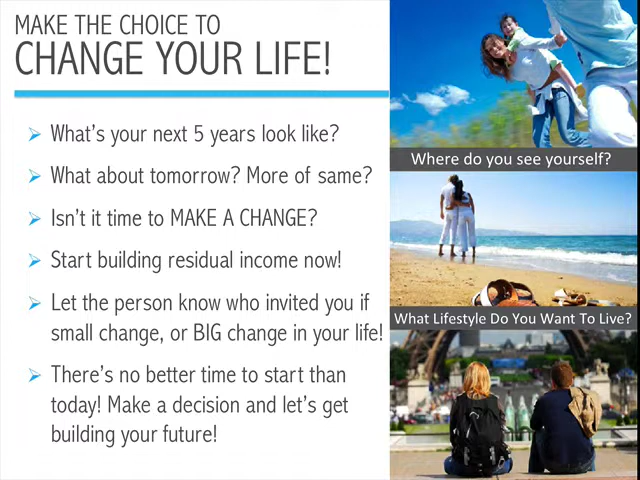 MAKE THE CHOICE TO
CHANGE YOUR LIFE!
What's your next 5 years look like?
What about tomorrow? More of same?
Isn't it time to MAKE A CHANGE?
Start building residual income now!
Let the person know who invited you if
small change, or BIG change in your life!
There's no better time to start than
today! Make a decision and let's get
building your future!
Where do you see yourself?
What Lifestyle Do You Want To Live?